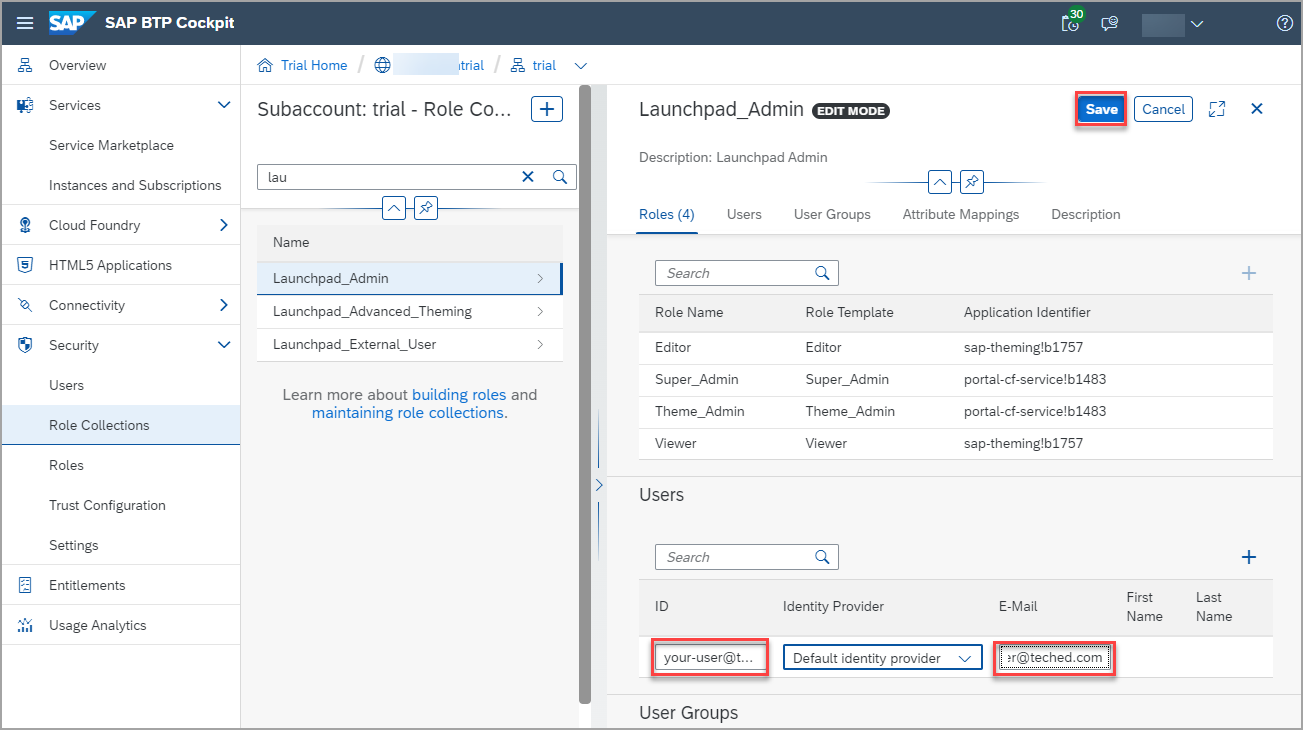 SAP SAP BTP Cockpit
30
Overview
Services
Service Marketplace
Instances and Subscriptions
Cloud Foundry
HTML5 Applications
Connectivity
Security
Users
Role Collections
Roles
Trust Configuration
Settings
Entitlements
Usage Analytics
Trial Home / trial / trial
Subaccount: trial - Role Co...
lau
Name
Launchpad_Admin
Launchpad_Advanced_Theming
Launchpad_External_User
Learn more about building roles and
maintaining role collections.
Launchpad_Admin EDIT MODE
Save Cancel
Description: Launchpad Admin
Roles (4) Users User Groups Attribute Mappings Description
Search
Role Name Role Template Application Identifier
Editor Editor sap-theming!b1757
Super_Admin Super_Admin portal-cf-service!b1483
Theme_Admin Theme_Admin portal-cf-service!b1483
Viewer Viewer sap-theming!b1757
Users
Search
ID Identity Provider E-Mail First Name Last Name
your-user@t... Default identity provider er@teched.com
User Groups